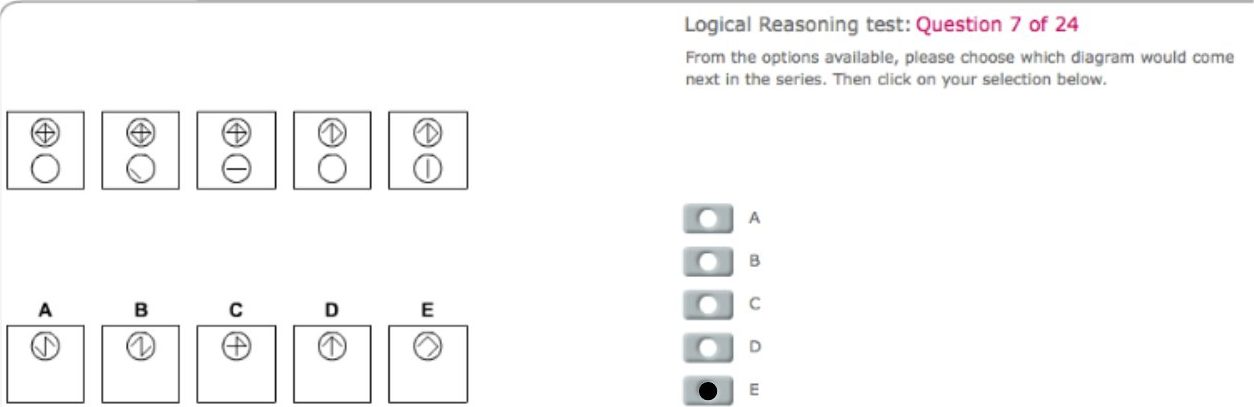 Logical Reasoning test: Question 7 of 24
From the options available, please choose which diagram would come
next in the series. Then click on your selection below.
A B C D E
A
B
C
D
E